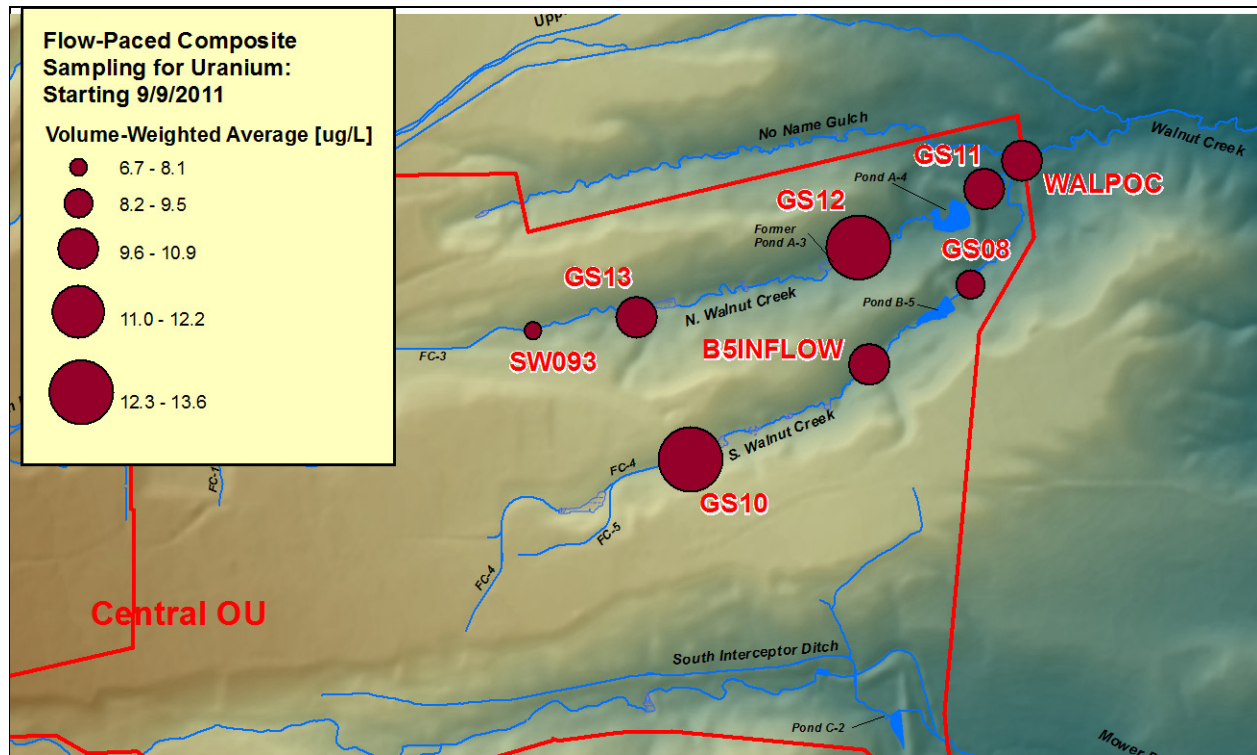 Flow-Paced Composite
Sampling for Uranium:
Starting 9/9/2011
Volume-Weighted Average [ug/L]
6.7 - 8.1
8.2 - 9.5
9.6 - 10.9
11.0 - 12.2
12.3 - 13.6
No Name Gulch
Walnut Creek
GS11
WALPOC
Pond A-4
GS12
Former
Pond A-3
GS08
GS13
N. Walnut Creek
Pond B-5
FC-3
SW093
B5INFLOW
S. Walnut Creek
FC-4
GS10
FC-5
FC-4
Central OU
South Interceptor Ditch
Pond C-2
Mower